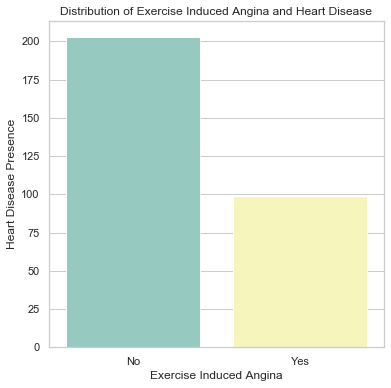 Distribution of Exercise Induced Angina and Heart Disease
Heart Disease Presence
200
175
150
125
100
75
50
25
0
No Yes
Exercise Induced Angina